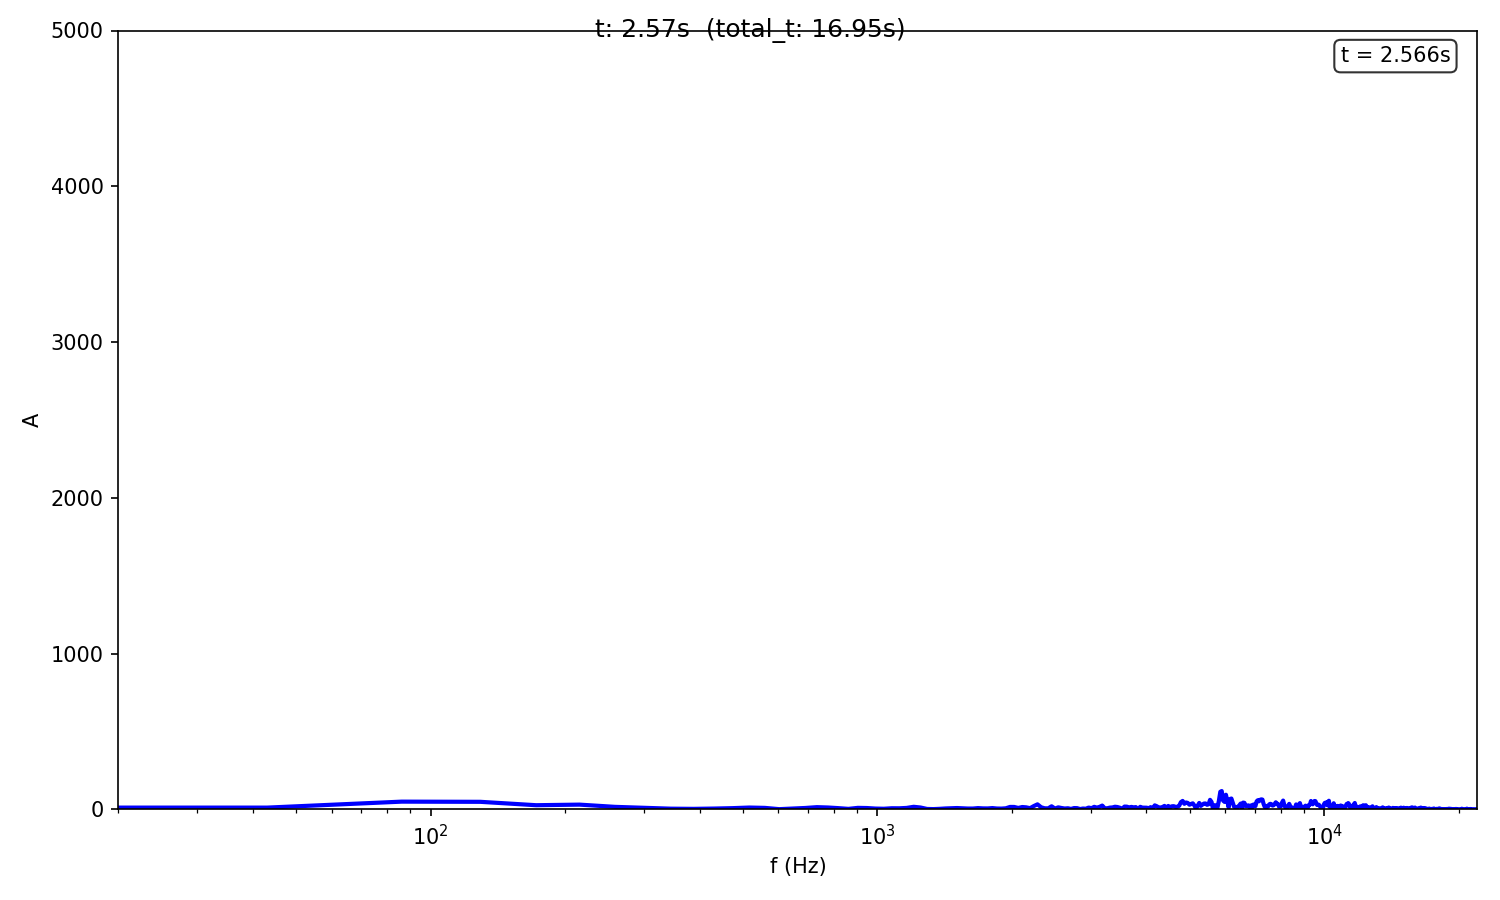 t: 2.57s  (total_t: 16.95s)
t = 2.566s
5000
4000
3000
2000
1000
0
A
10²
10³
10⁴
f (Hz)